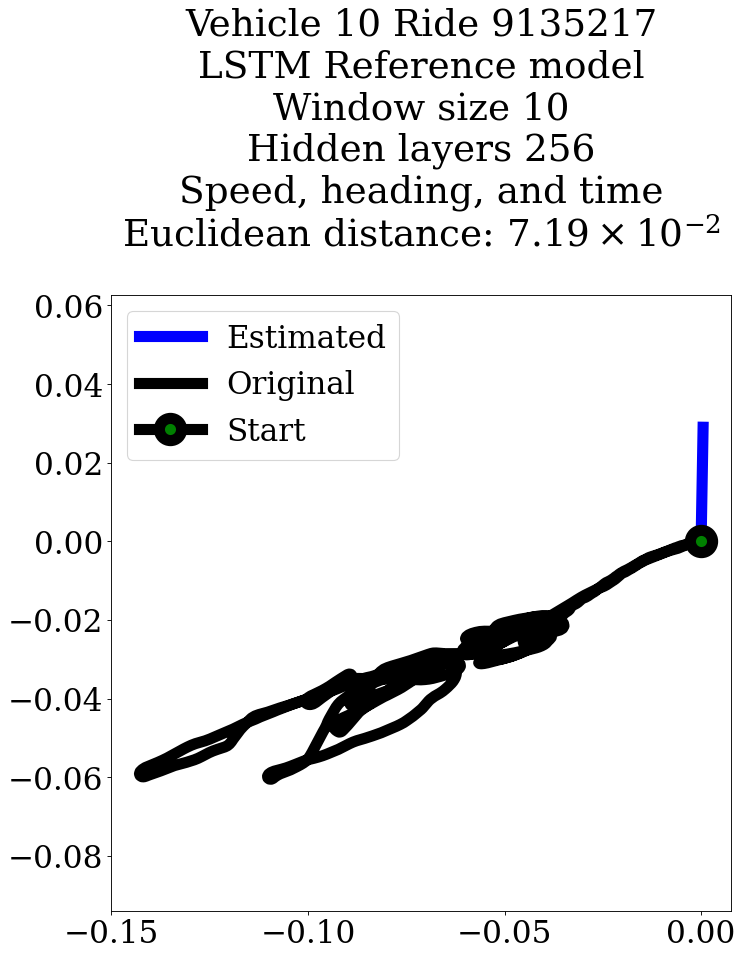 Vehicle 10 Ride 9135217
LSTM Reference model
Window size 10
Hidden layers 256
Speed, heading, and time
Euclidean distance: 7.19 × 10⁻²
0.06
0.04
0.02
0.00
−0.02
−0.04
−0.06
−0.08
Estimated
Original
Start
−0.15 −0.10 −0.05 0.00